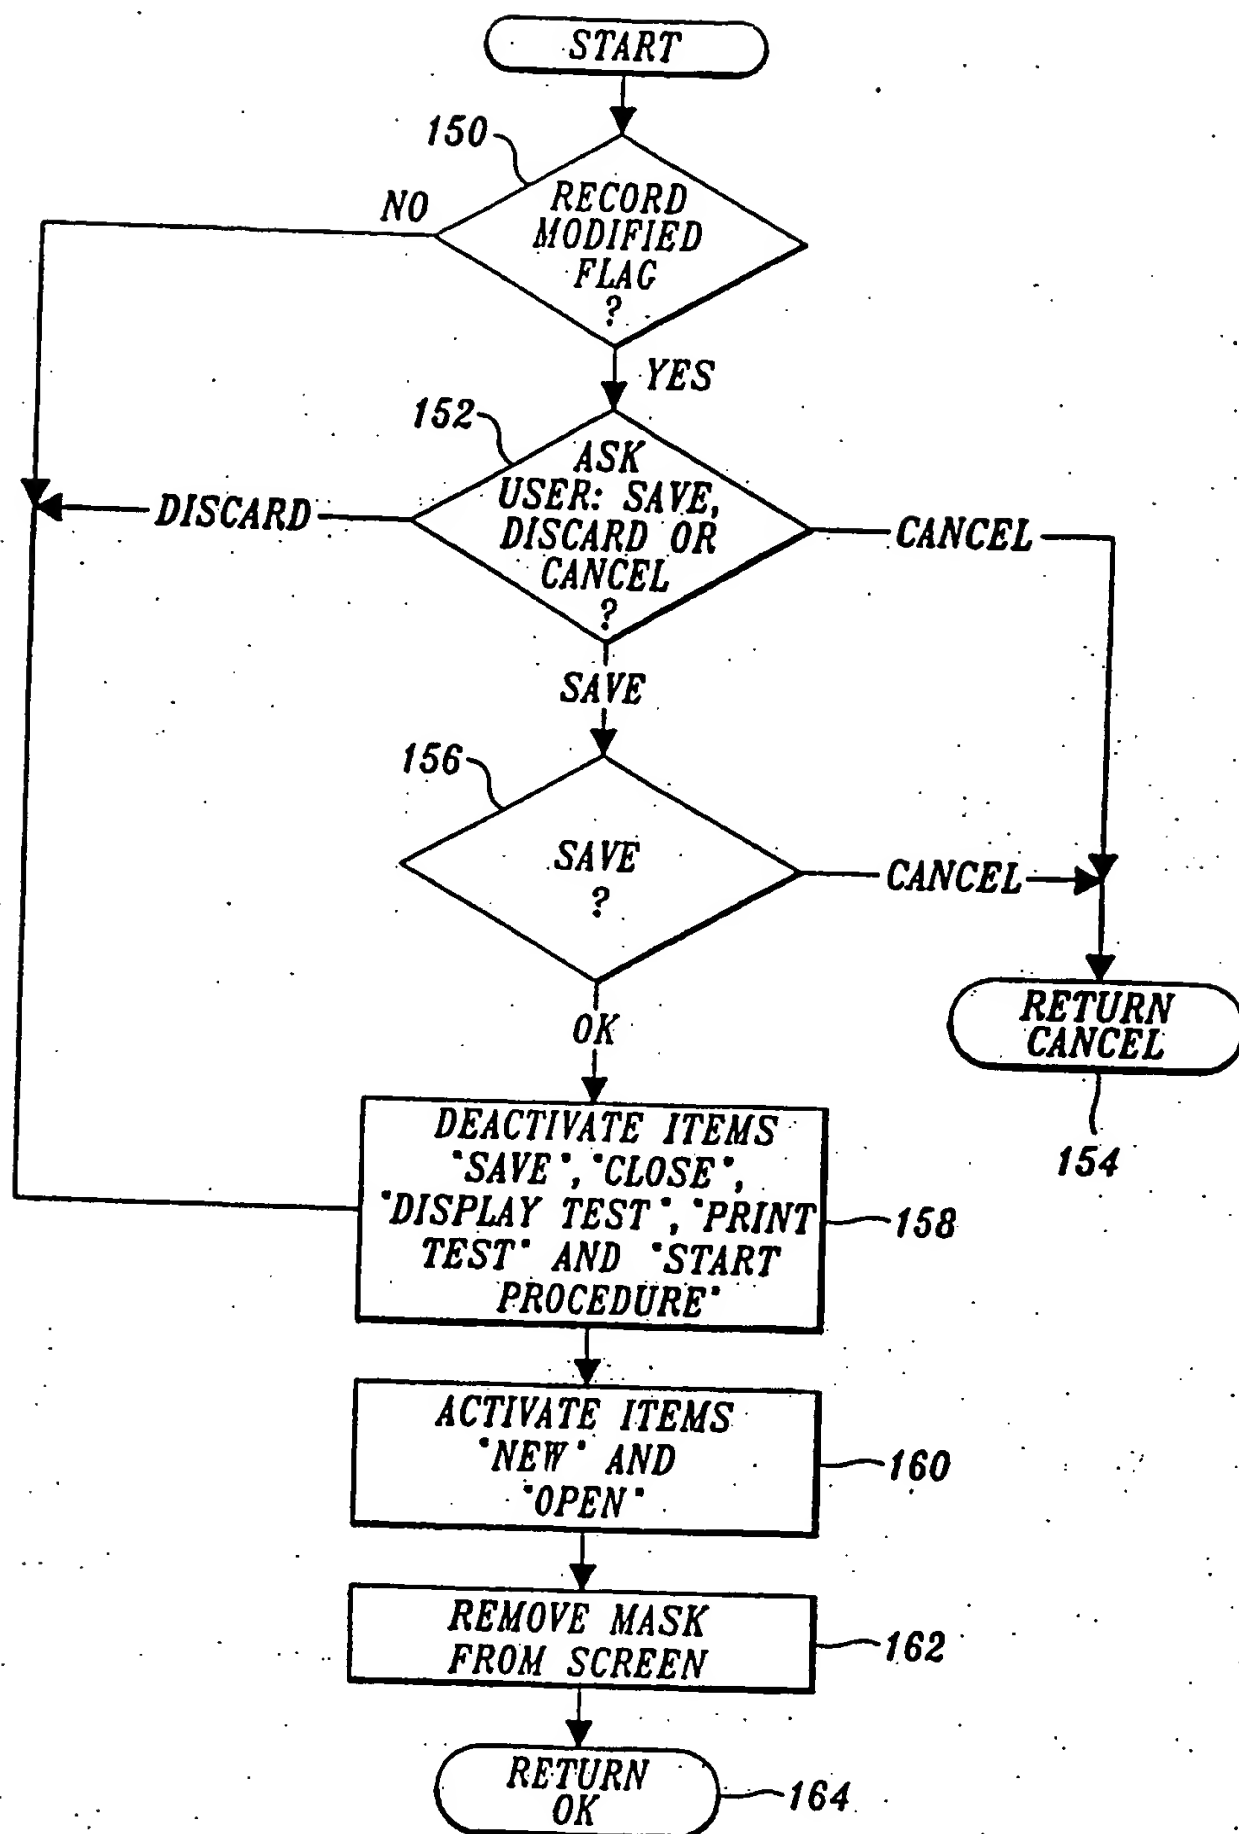 START
150
NO
RECORD
MODIFIED
FLAG
?
YES
152
ASK
USER: SAVE,
DISCARD OR
CANCEL
?
DISCARD
CANCEL
SAVE
156
SAVE
?
CANCEL
OK
RETURN
CANCEL
154
DEACTIVATE ITEMS
"SAVE", "CLOSE",
"DISPLAY TEST", "PRINT
TEST" AND "START
PROCEDURE"
158
ACTIVATE ITEMS
"NEW" AND
"OPEN"
160
REMOVE MASK
FROM SCREEN
162
RETURN
OK
164